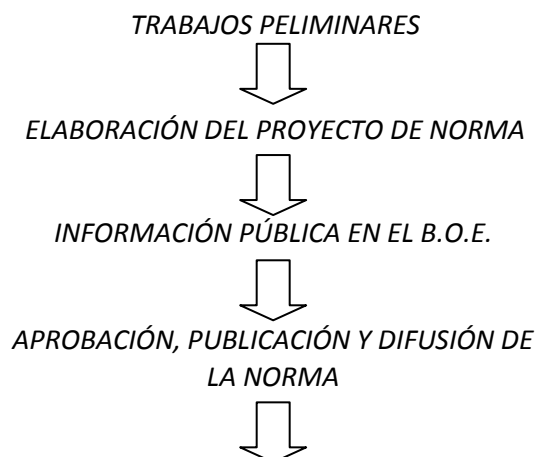 TRABAJOS PELIMINARES
ELABORACIÓN DEL PROYECTO DE NORMA
INFORMACIÓN PÚBLICA EN EL B.O.E.
APROBACIÓN, PUBLICACIÓN Y DIFUSIÓN DE
LA NORMA